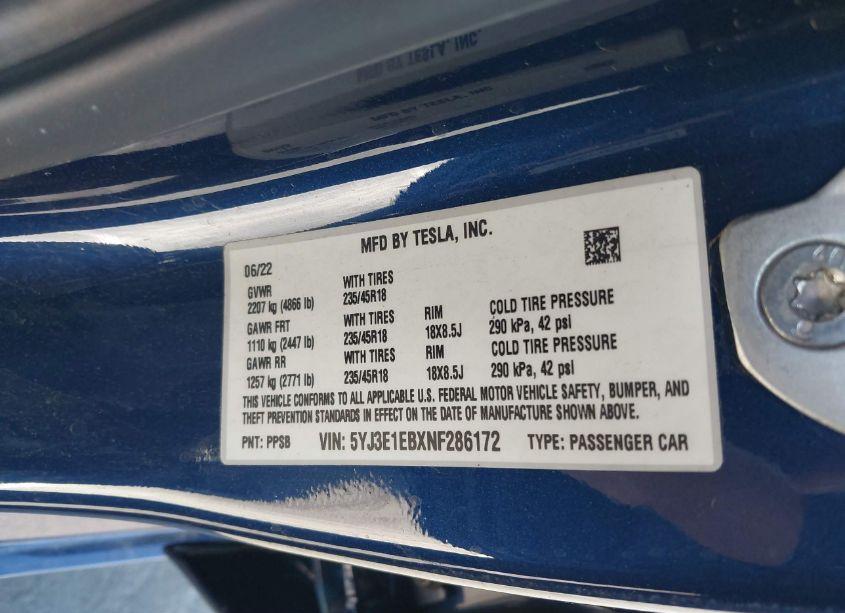 MFD BY TESLA, INC.
06/22
GVWR
2207 kg (4866 lb)
WITH TIRES
235/45R18
GAWR FRT
1110 kg (2447 lb)
WITH TIRES
235/45R18
RIM
18X8.5J
COLD TIRE PRESSURE
290 kPa, 42 psi
GAWR RR
1257 kg (2771 lb)
WITH TIRES
235/45R18
RIM
18X8.5J
COLD TIRE PRESSURE
290 kPa, 42 psi
THIS VEHICLE CONFORMS TO ALL APPLICABLE U.S. FEDERAL MOTOR VEHICLE SAFETY, BUMPER, AND
THEFT PREVENTION STANDARDS IN EFFECT ON THE DATE OF MANUFACTURE SHOWN ABOVE.
PNT: PPSB VIN: 5YJ3E1EBXNF286172 TYPE: PASSENGER CAR